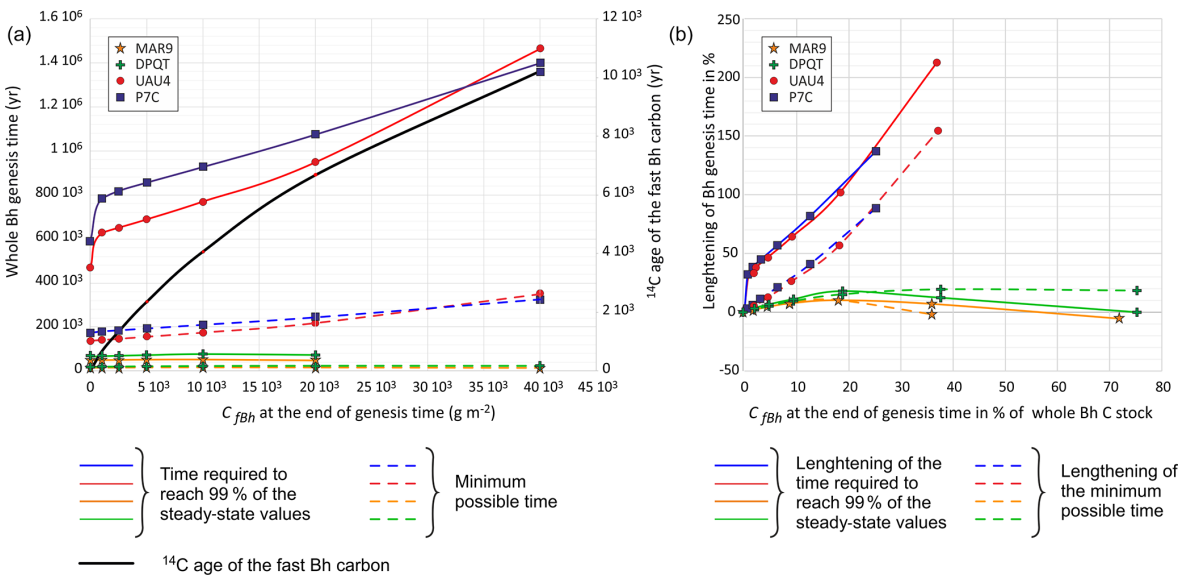 (a)
1.6 10⁶
1.4 10⁶
1.2 10⁶
1 10⁶
800 10³
600 10³
400 10³
200 10³
0
Whole Bh genesis time (yr)
MAR9
DPQT
UAU4
P7C
12 10³
10 10³
8 10³
6 10³
4 10³
2 10³
0
¹⁴C age of the fast Bh carbon (yr)
0 5 10³ 10 10³ 15 10³ 20 10³ 25 10³ 30 10³ 35 10³ 40 10³ 45 10³
C fBh at the end of genesis time (g m⁻²)
Time required to
reach 99 % of the
steady-state values
Minimum
possible time
¹⁴C age of the fast Bh carbon
(b)
250
200
150
100
50
0
-50
Lenghtening of Bh genesis time in %
MAR9
DPQT
UAU4
P7C
0 10 20 30 40 50 60 70 80
C fBh at the end of genesis time in % of whole Bh C stock
Lenghtening of the
time required to
reach 99 % of the
steady-state values
Lengthening of
the minimum
possible time